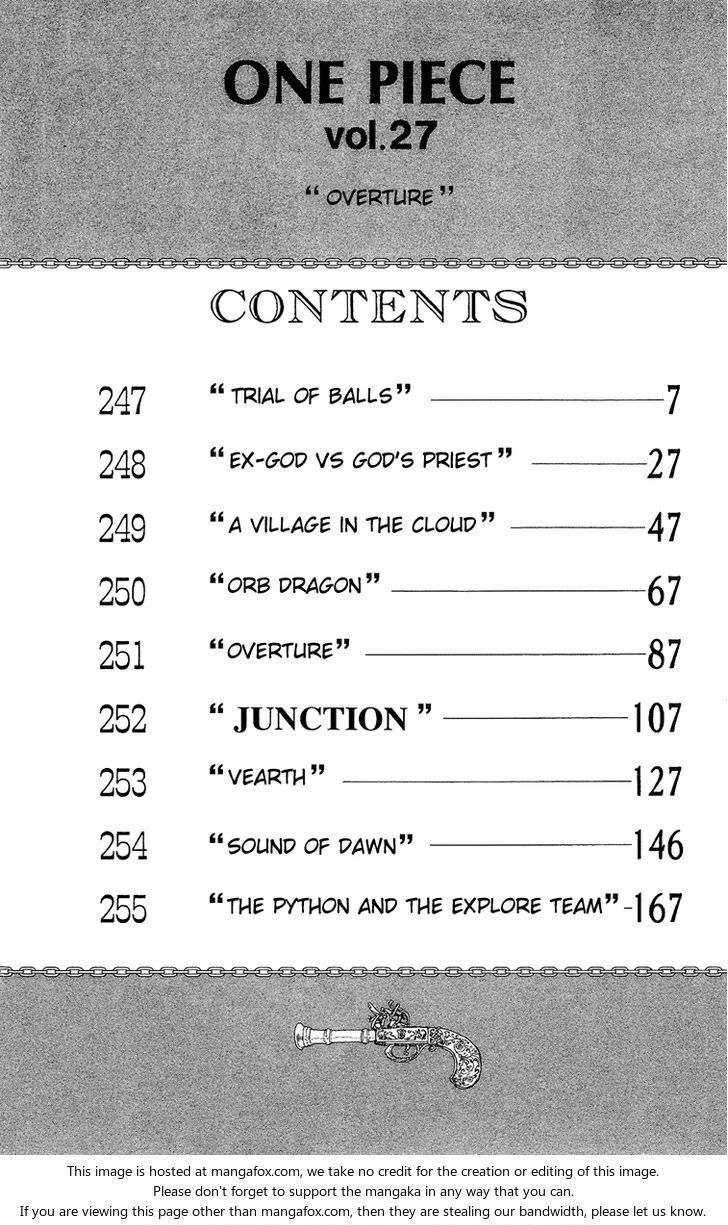 ONE PIECE
vol.27
“ OVERTURE ”
CONTENTS
247 “ TRIAL OF BALLS” 7
248 “ EX-GOD VS GOD'S PRIEST ” 27
249 “ A VILLAGE IN THE CLOUD ” 47
250 “ORB DRAGON” 67
251 “OVERTURE” 87
252 “ JUNCTION ” 107
253 “VEARTH” 127
254 “SOUND OF DAWN” 146
255 “THE PYTHON AND THE EXPLORE TEAM” 167
This image is hosted at mangafox.com, we take no credit for the creation or editing of this image.
Please don't forget to support the mangaka in any way that you can.
If you are viewing this page other than mangafox.com, then they are stealing our bandwidth, please let us know.